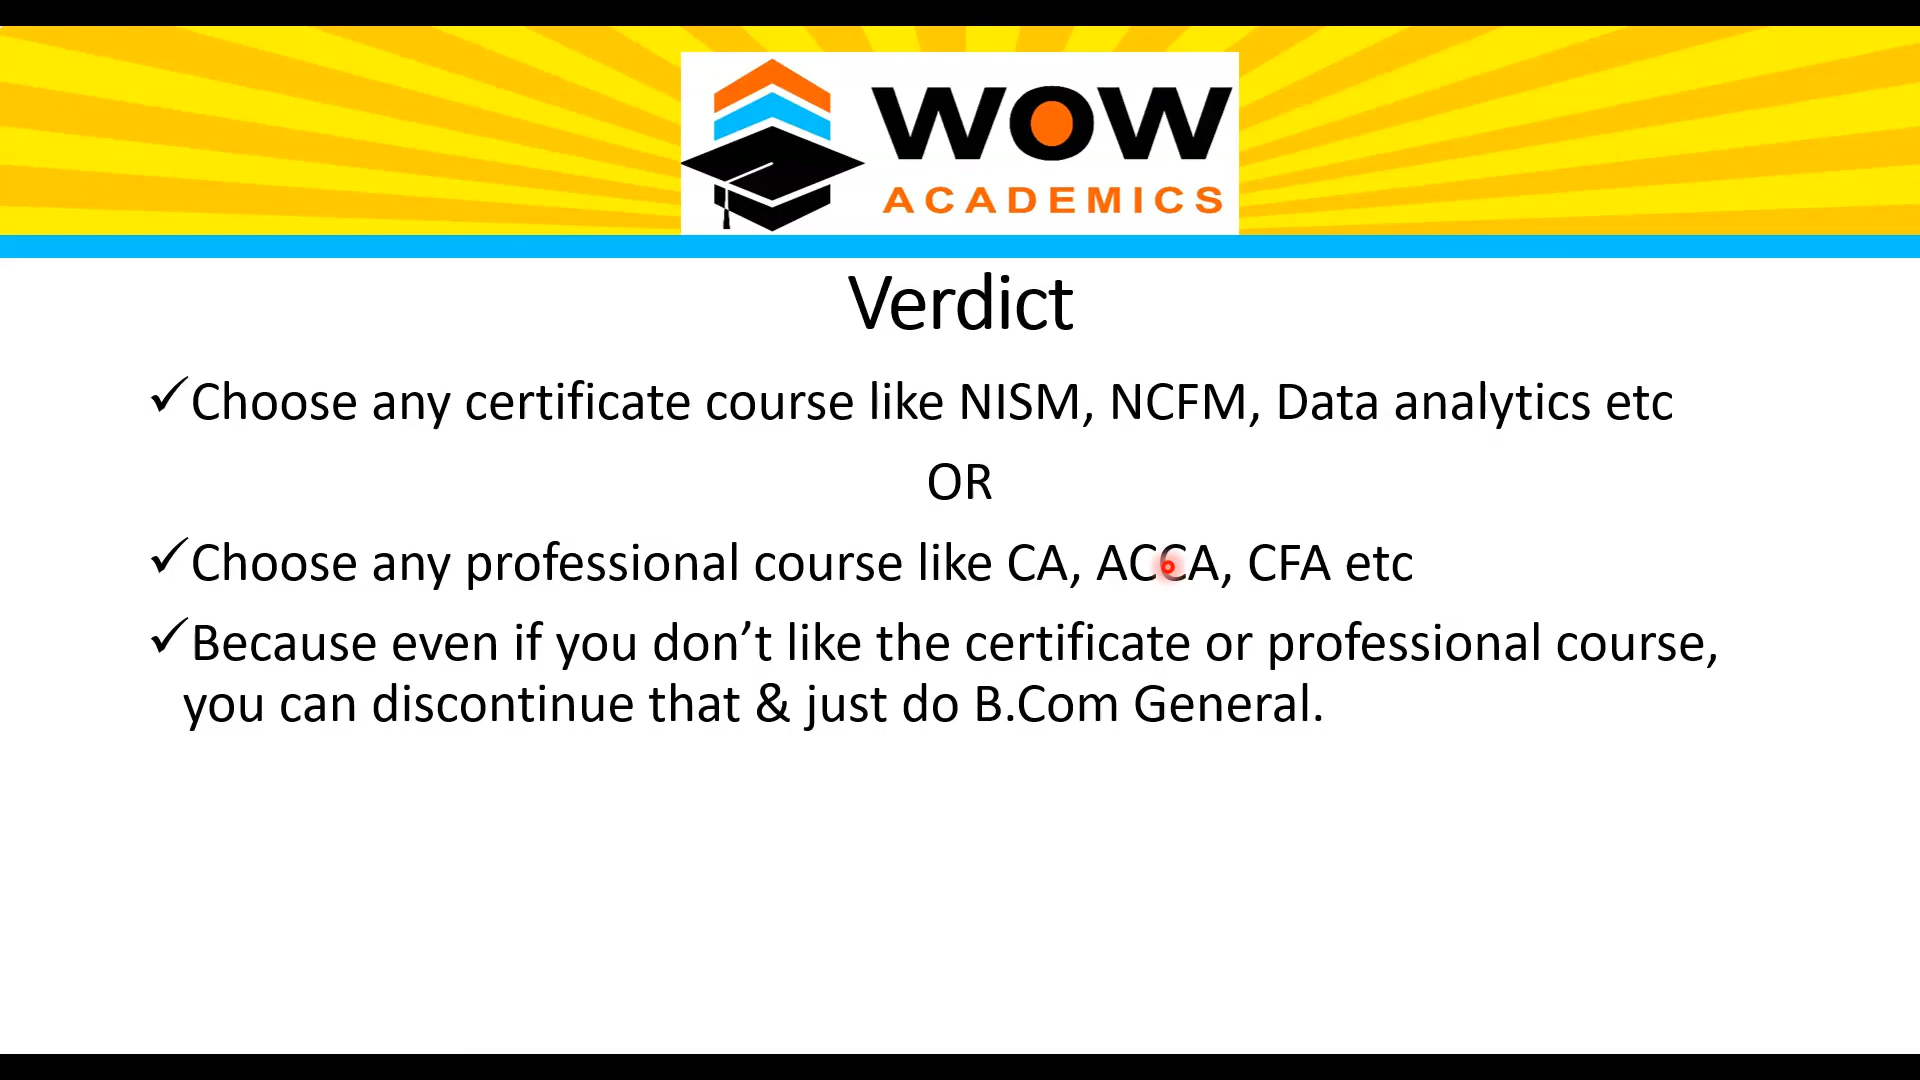 WOW
ACADEMICS
Verdict
✓Choose any certificate course like NISM, NCFM, Data analytics etc
OR
✓Choose any professional course like CA, ACCA, CFA etc
✓Because even if you don’t like the certificate or professional course,
you can discontinue that & just do B.Com General.